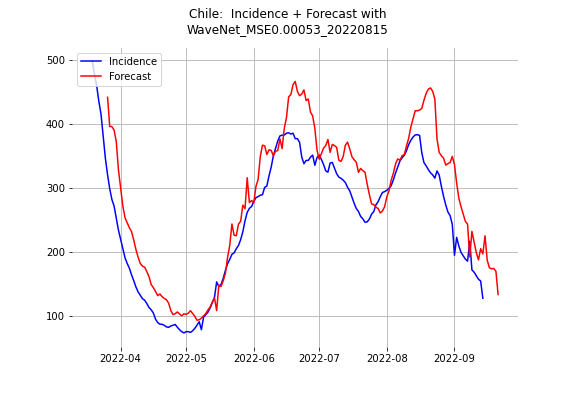 Chile:  Incidence + Forecast with
WaveNet_MSE0.00053_20220815
Incidence
Forecast
500
400
300
200
100
2022-04
2022-05
2022-06
2022-07
2022-08
2022-09